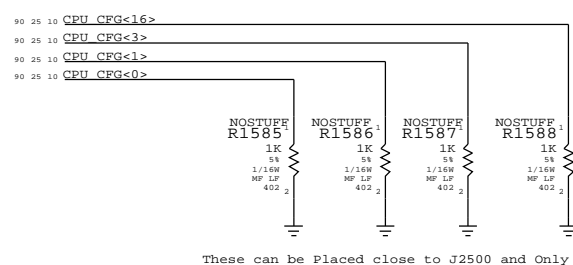 90 25 10 CPU_CFG<16>
90 25 10 CPU_CFG<3>
90 25 10 CPU_CFG<1>
90 25 10 CPU_CFG<0>
NOSTUFF 1 NOSTUFF 1 NOSTUFF 1 NOSTUFF 1
R1585 R1586 R1587 R1588
1K 1K 1K 1K
5% 5% 5% 5%
1/16W 1/16W 1/16W 1/16W
MF LF MF LF MF LF MF LF
402 2 402 2 402 2 402 2
These can be Placed close to J2500 and Only